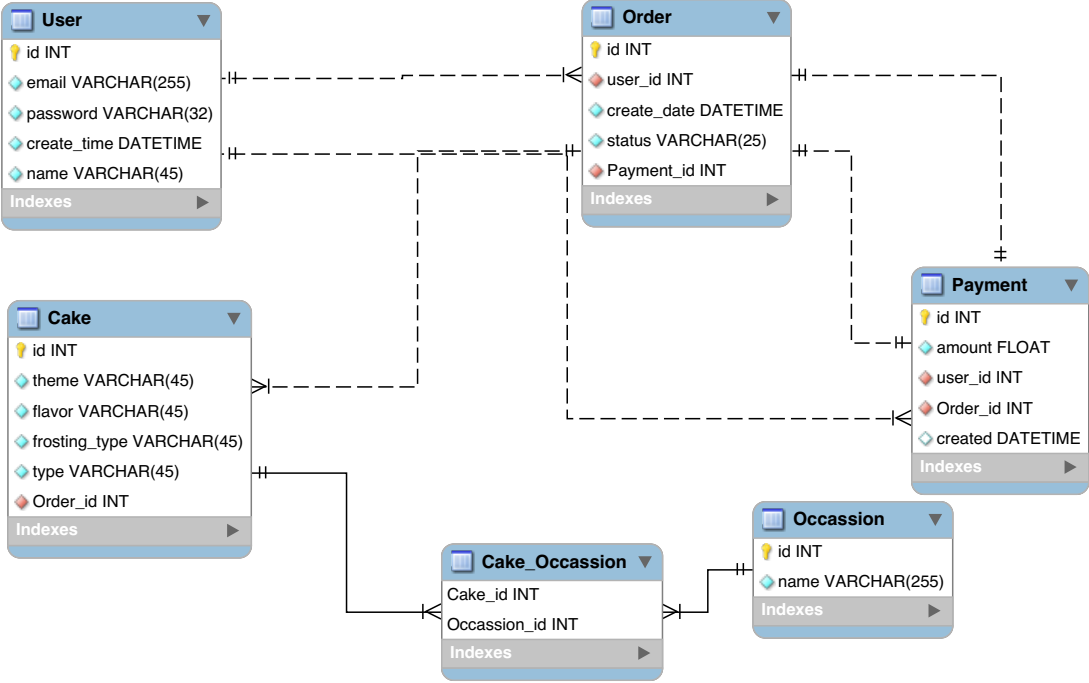 User
id INT
email VARCHAR(255)
password VARCHAR(32)
create_time DATETIME
name VARCHAR(45)
Indexes
Order
id INT
user_id INT
create_date DATETIME
status VARCHAR(25)
Payment_id INT
Indexes
Payment
id INT
amount FLOAT
user_id INT
Order_id INT
created DATETIME
Indexes
Cake
id INT
theme VARCHAR(45)
flavor VARCHAR(45)
frosting_type VARCHAR(45)
type VARCHAR(45)
Order_id INT
Indexes
Cake_Occassion
Cake_id INT
Occassion_id INT
Indexes
Occassion
id INT
name VARCHAR(255)
Indexes